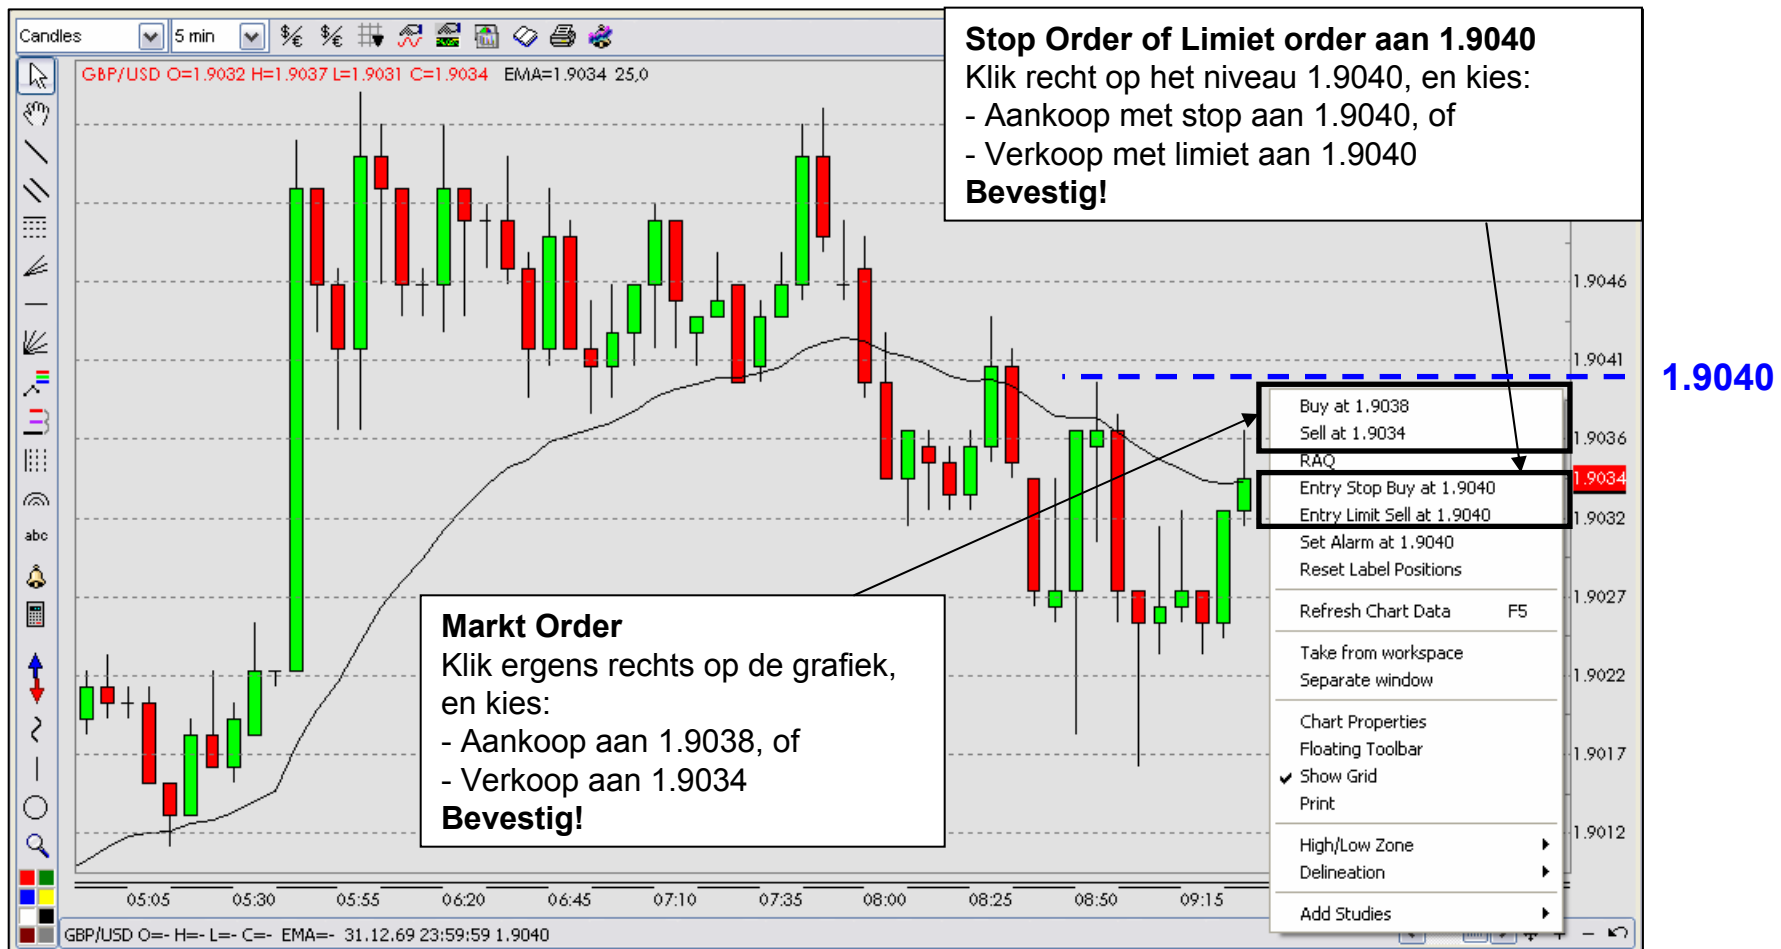 Candles
5 min
GBP/USD O=1.9032 H=1.9037 L=1.9031 C=1.9034 EMA=1.9034 25,0
Stop Order of Limiet order aan 1.9040
Klik recht op het niveau 1.9040, en kies:
- Aankoop met stop aan 1.9040, of
- Verkoop met limiet aan 1.9040
Bevestig!
1.9046
1.9041
1.9040
1.9036
1.9034
1.9032
1.9027
1.9022
1.9017
1.9012
Buy at 1.9038
Sell at 1.9034
RAQ
Entry Stop Buy at 1.9040
Entry Limit Sell at 1.9040
Set Alarm at 1.9040
Reset Label Positions
Refresh Chart Data F5
Take from workspace
Separate window
Chart Properties
Floating Toolbar
Show Grid
Print
High/Low Zone
Delineation
Add Studies
Markt Order
Klik ergens rechts op de grafiek,
en kies:
- Aankoop aan 1.9038, of
- Verkoop aan 1.9034
Bevestig!
abc
05:05 05:30 05:55 06:20 06:45 07:10 07:35 08:00 08:25 08:50 09:15
GBP/USD O=- H=- L=- C=- EMA=- 31.12.69 23:59:59 1.9040